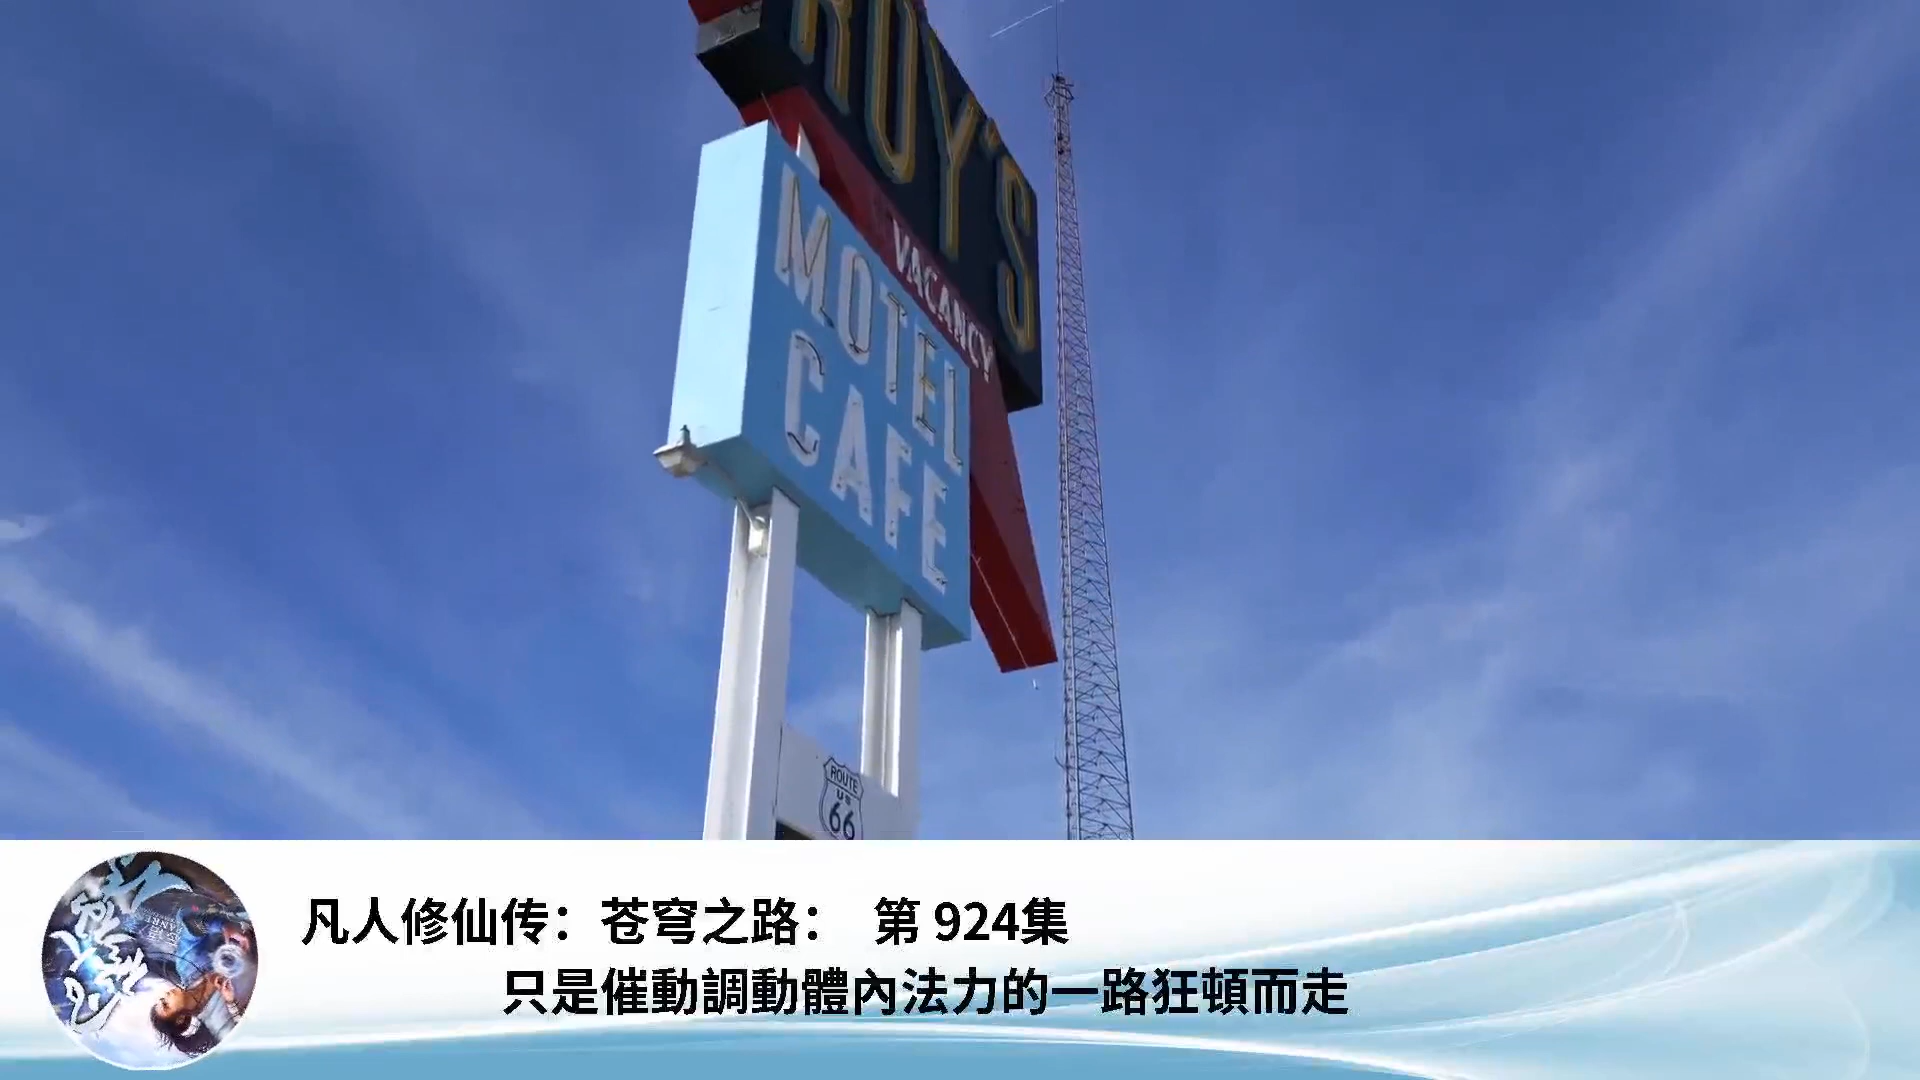 ROY'S
VACANCY
MOTEL
CAFE
ROUTE
US
66
凡人修仙传：苍穹之路： 第 924集
只是催動調動體內法力的一路狂頓而走